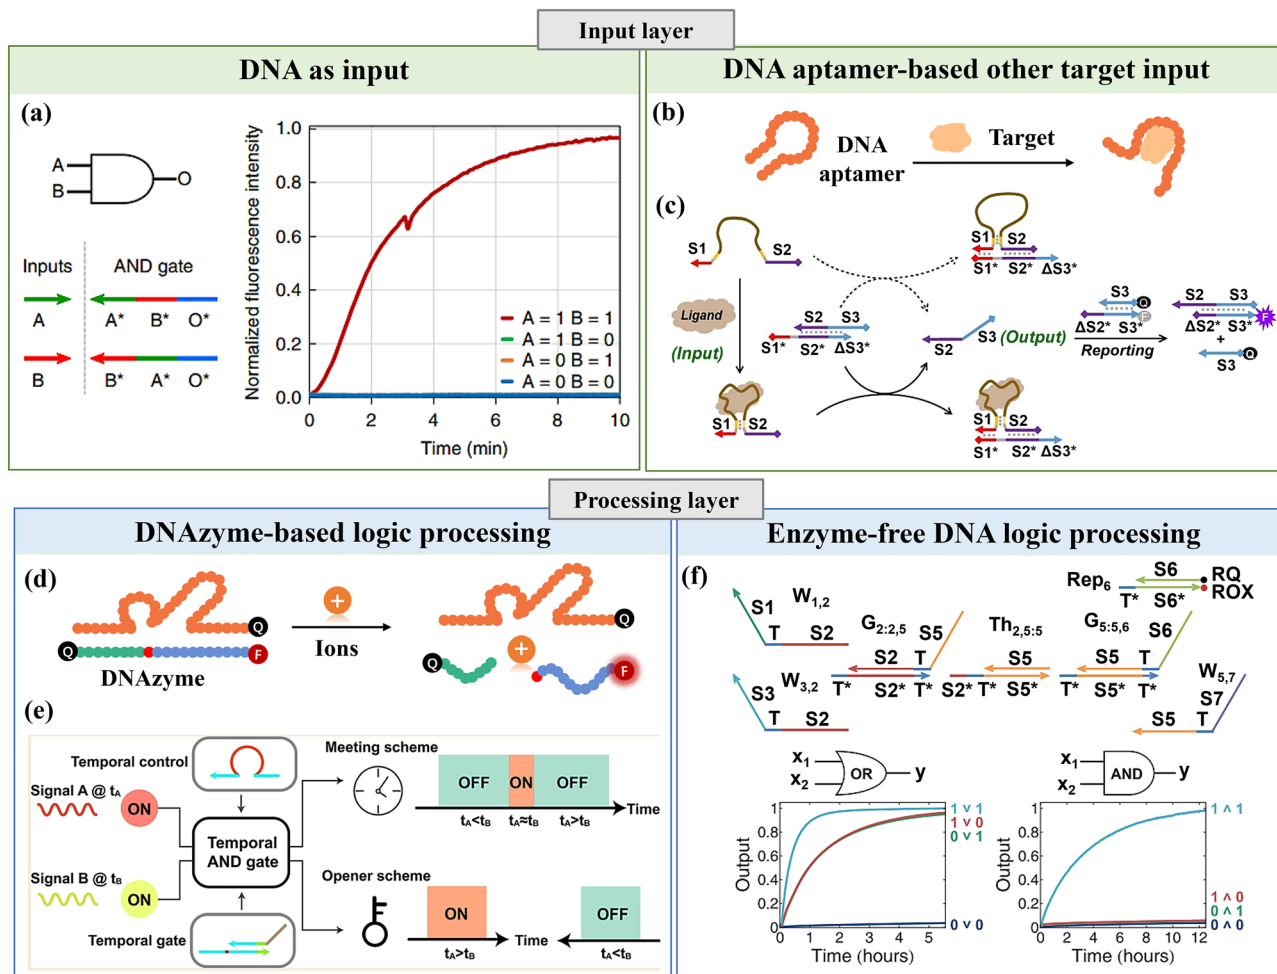 Input layer
DNA as input
(a)
A
B
O
Inputs
AND gate
A
A* B* O*
B
B* A* O*
Normalized fluorescence intensity
1.0
0.8
0.6
0.4
0.2
0.0
0 2 4 6 8 10
Time (min)
A = 1 B = 1
A = 1 B = 0
A = 0 B = 1
A = 0 B = 0
DNA aptamer-based other target input
(b)
DNA
aptamer
Target
(c)
S1 S2
Ligand
(Input)
S1 S2
S2 S3
S1* S2* ΔS3*
S1 S2
S1* S2* ΔS3*
S2 S3 (Output)
S1 S2
S1* S2* ΔS3*
Reporting
S3 Q
F
ΔS2* S3*
S2 S3
F
ΔS2* S3*
+
S3 Q
Processing layer
DNAzyme-based logic processing
(d)
Q
Q F
DNAzyme
+
Ions
Q
Q + F
(e)
Temporal control
Signal A @ tA
ON
Signal B @ tB
ON
Temporal
AND gate
Temporal gate
Meeting scheme
OFF ON OFF
Time
tA<tB tA≈tB tA>tB
Opener scheme
ON
tA>tB
Time
OFF
tA<tB
Enzyme-free DNA logic processing
(f)
S1 W1,2
T S2
S3 W3,2
T S2
G2:2,5 S5
S2 T
T* S2* T*
Th2,5:5
S5
S2* T* S5*
G5:5,6 S6
S5 T
T* S5* T*
Rep6 S6 RQ
T* S6* ROX
W5,7
S7
S5 T
x1
x2
OR
y
x1
x2
AND
y
Output
1
0.8
0.6
0.4
0.2
0
0 1 2 3 4 5
Time (hours)
1 ∨ 1
1 ∨ 0
0 ∨ 1
0 ∨ 0
Output
1
0.8
0.6
0.4
0.2
0
0 2 4 6 8 10 12
Time (hours)
1 ∧ 1
1 ∧ 0
0 ∧ 1
0 ∧ 0